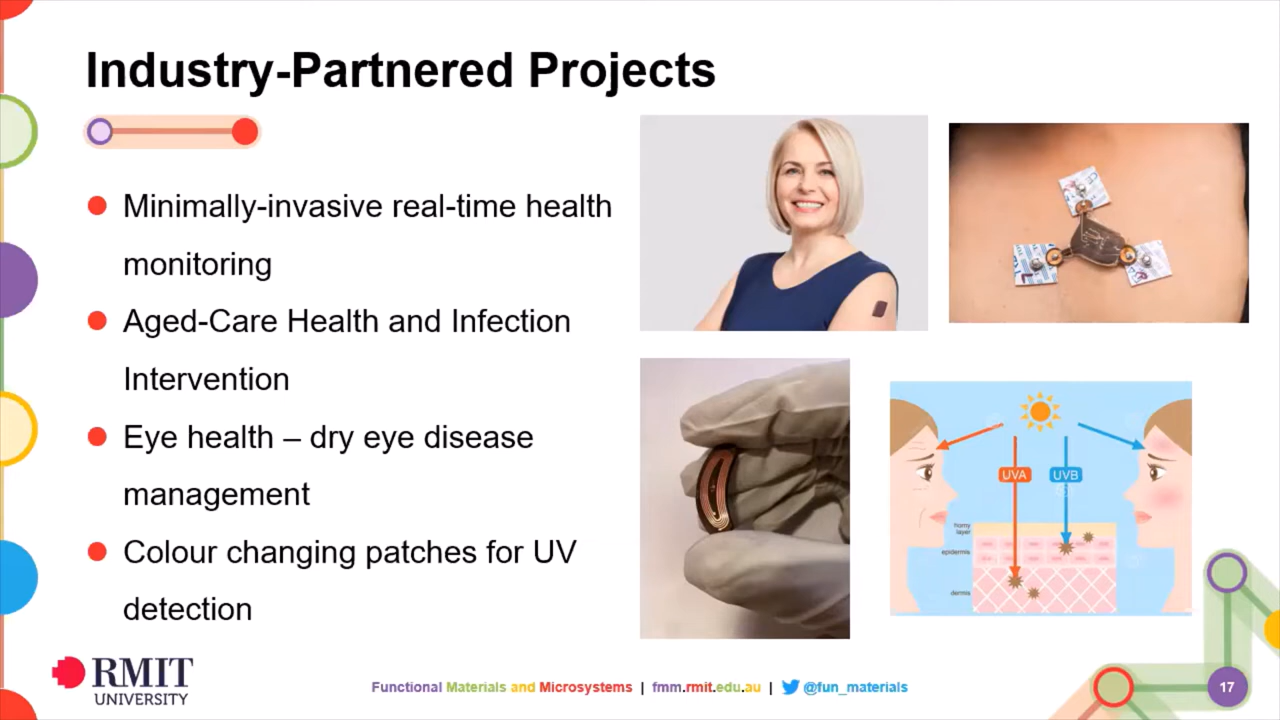 Industry-Partnered Projects
Minimally-invasive real-time health
monitoring
Aged-Care Health and Infection
Intervention
Eye health – dry eye disease
management
Colour changing patches for UV
detection
UVA
UVB
horny
layer
epidermis
dermis
RMIT
UNIVERSITY
Functional Materials and Microsystems | fmm.rmit.edu.au | @fun_materials
17